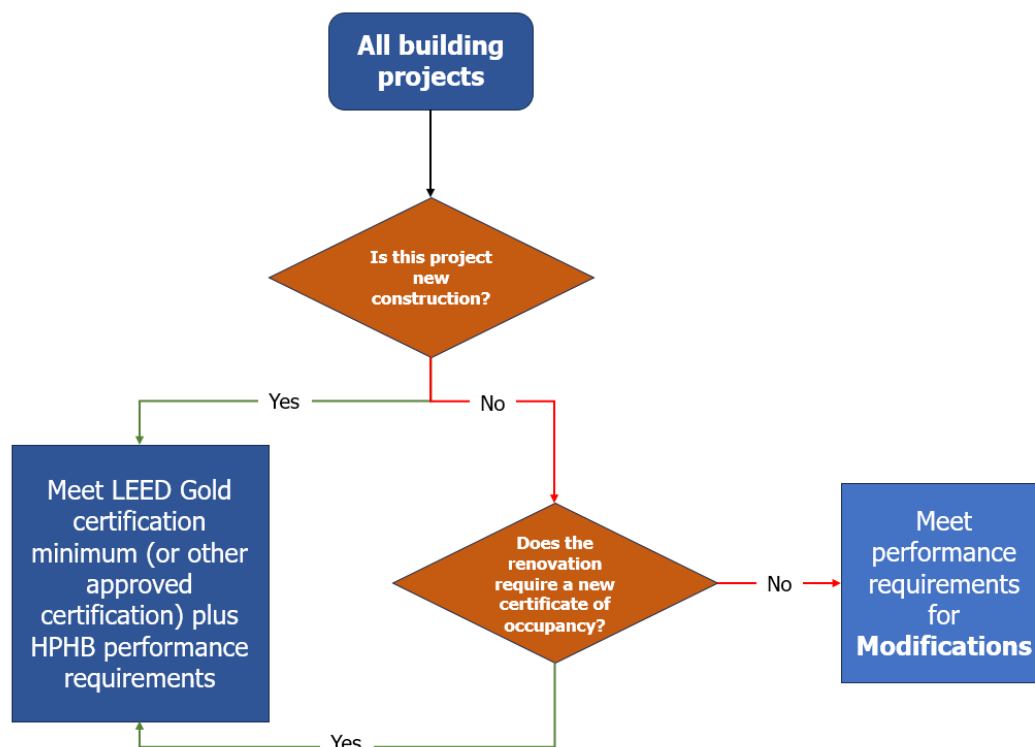 All building
projects
Is this project
new
construction?
Yes
No
Meet LEED Gold
certification
minimum (or other
approved
certification) plus
HPHB performance
requirements
Does the
renovation
require a new
certificate of
occupancy?
No
Meet
performance
requirements
for
Modifications
Yes